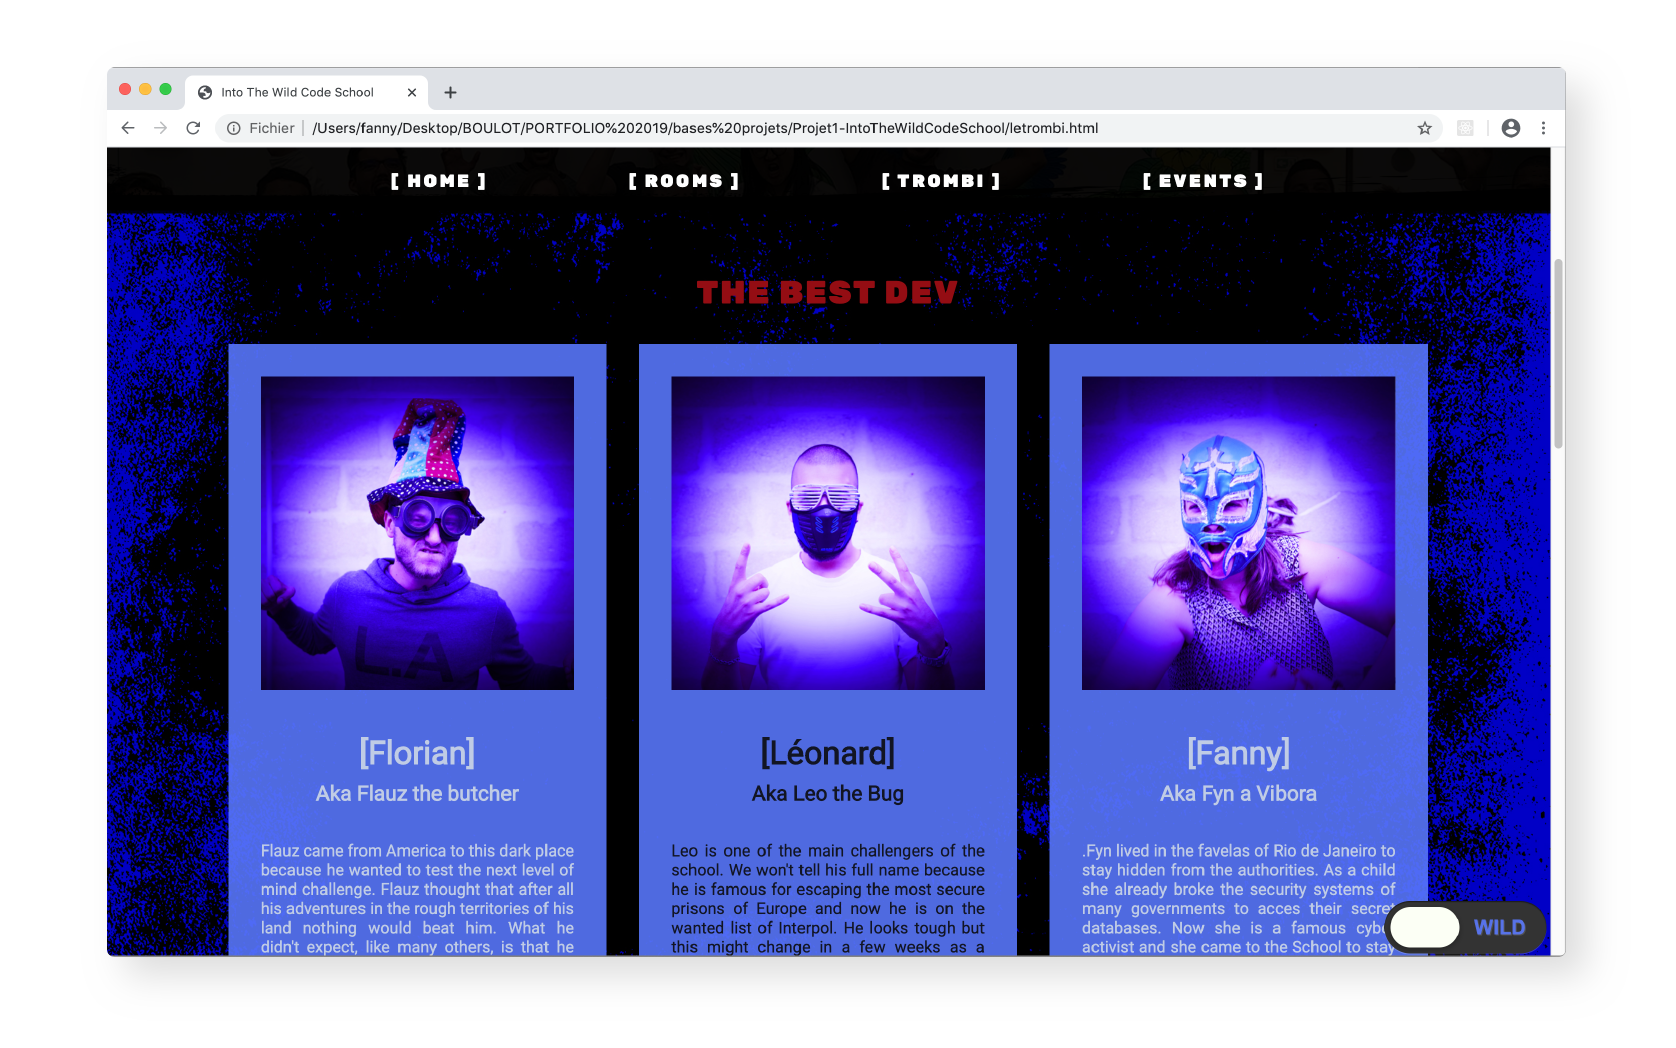 Into The Wild Code School
Fichier | /Users/fanny/Desktop/BOULOT/PORTFOLIO%202019/bases%20projets/Projet1-IntoTheWildCodeSchool/letrombi.html
[ HOME ] [ ROOMS ] [ TROMBI ] [ EVENTS ]
THE BEST DEV
LA
[Florian]
Aka Flauz the butcher
Flauz came from America to this dark place
because he wanted to test the next level of
mind challenge. Flauz thought that after all
his adventures in the rough territories of his
land nothing would beat him. What he
didn't expect, like many others, is that he
[Léonard]
Aka Leo the Bug
Leo is one of the main challengers of the
school. We won't tell his full name because
he is famous for escaping the most secure
prisons of Europe and now he is on the
wanted list of Interpol. He looks tough but
this might change in a few weeks as a
[Fanny]
Aka Fyn a Vibora
.Fyn lived in the favelas of Rio de Janeiro to
stay hidden from the authorities. As a child
she already broke the security systems of
many governments to acces their secret
databases. Now she is a famous cyber
activist and she came to the School to stay
WILD